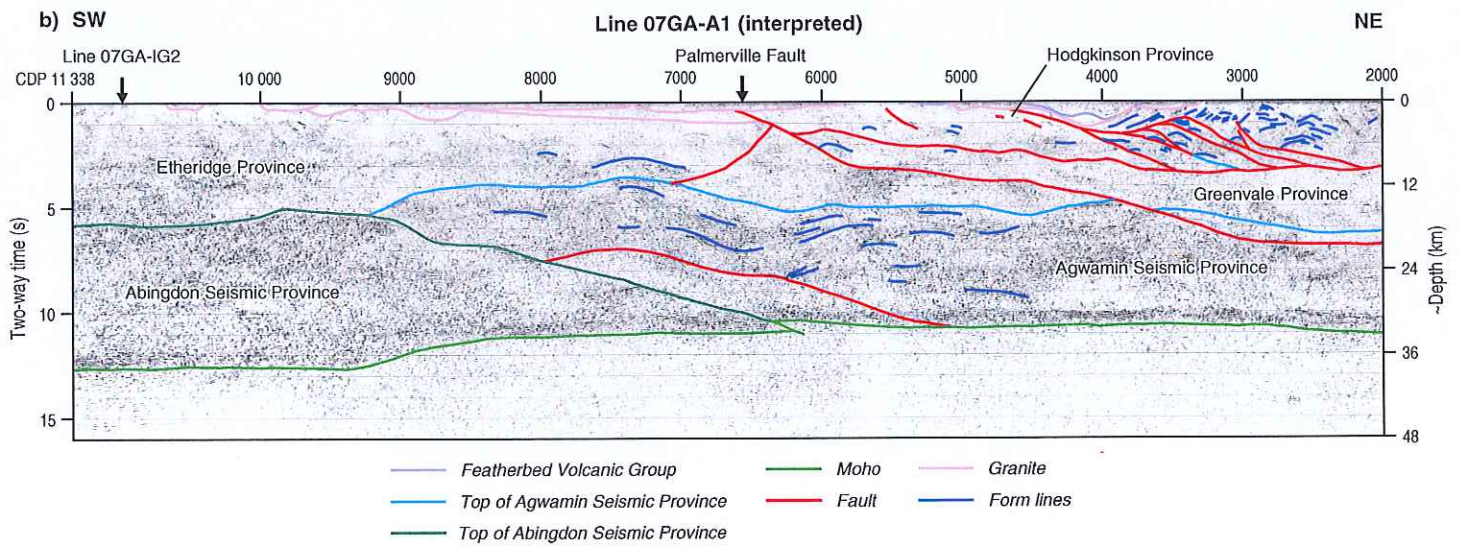 b) SW
Line 07GA-A1 (interpreted)
NE
Line 07GA-IG2
Palmerville Fault
Hodgkinson Province
CDP 11 338
10 000
9000
8000
7000
6000
5000
4000
3000
2000
0
5
10
15
Two-way time (s)
0
12
24
36
48
~Depth (km)
Etheridge Province
Greenvale Province
Abingdon Seismic Province
Agwamin Seismic Province
Featherbed Volcanic Group
Moho
Granite
Top of Agwamin Seismic Province
Fault
Form lines
Top of Abingdon Seismic Province